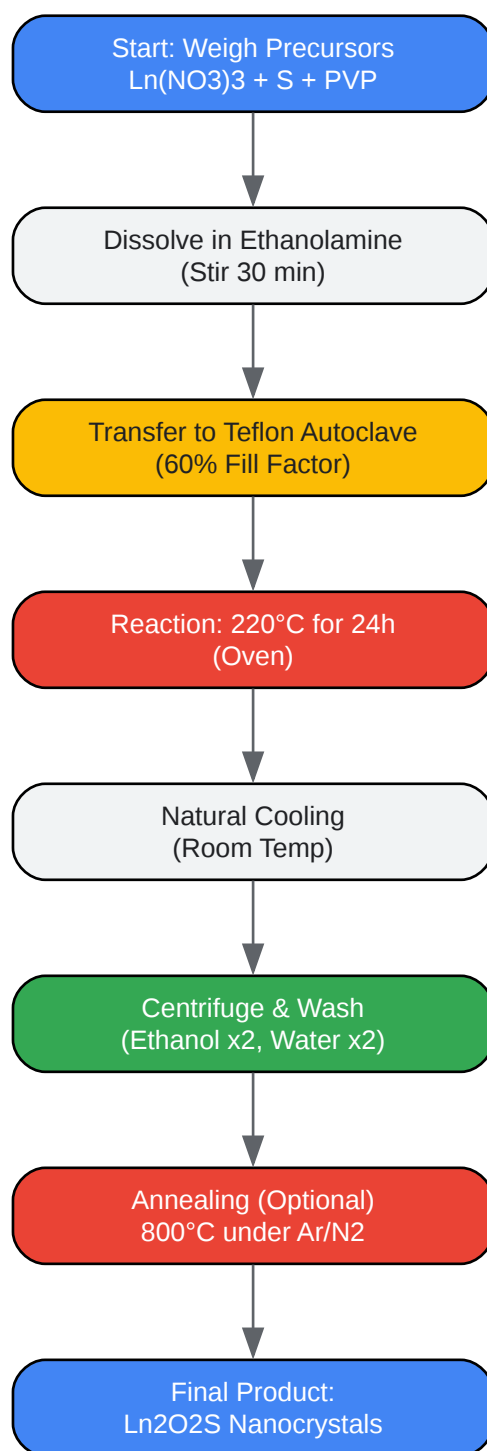 Start: Weigh Precursors
Ln(NO3)3 + S + PVP
Dissolve in Ethanolamine
(Stir 30 min)
Transfer to Teflon Autoclave
(60% Fill Factor)
Reaction: 220°C for 24h
(Oven)
Natural Cooling
(Room Temp)
Centrifuge & Wash
(Ethanol x2, Water x2)
Annealing (Optional)
800°C under Ar/N2
Final Product:
Ln2O2S Nanocrystals